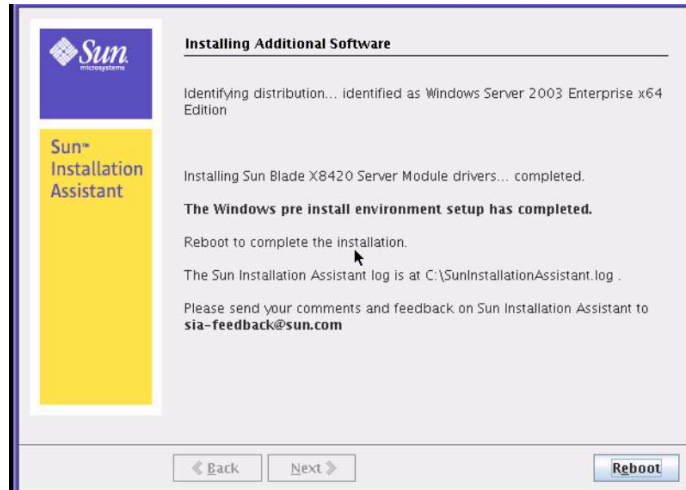 Sun
microsystems
Sun™
Installation
Assistant
Installing Additional Software
Identifying distribution... identified as Windows Server 2003 Enterprise x64
Edition
Installing Sun Blade X8420 Server Module drivers... completed.
The Windows pre install environment setup has completed.
Reboot to complete the installation.
The Sun Installation Assistant log is at C:\SunInstallationAssistant.log .
Please send your comments and feedback on Sun Installation Assistant to
sia-feedback@sun.com
Back Next Reboot